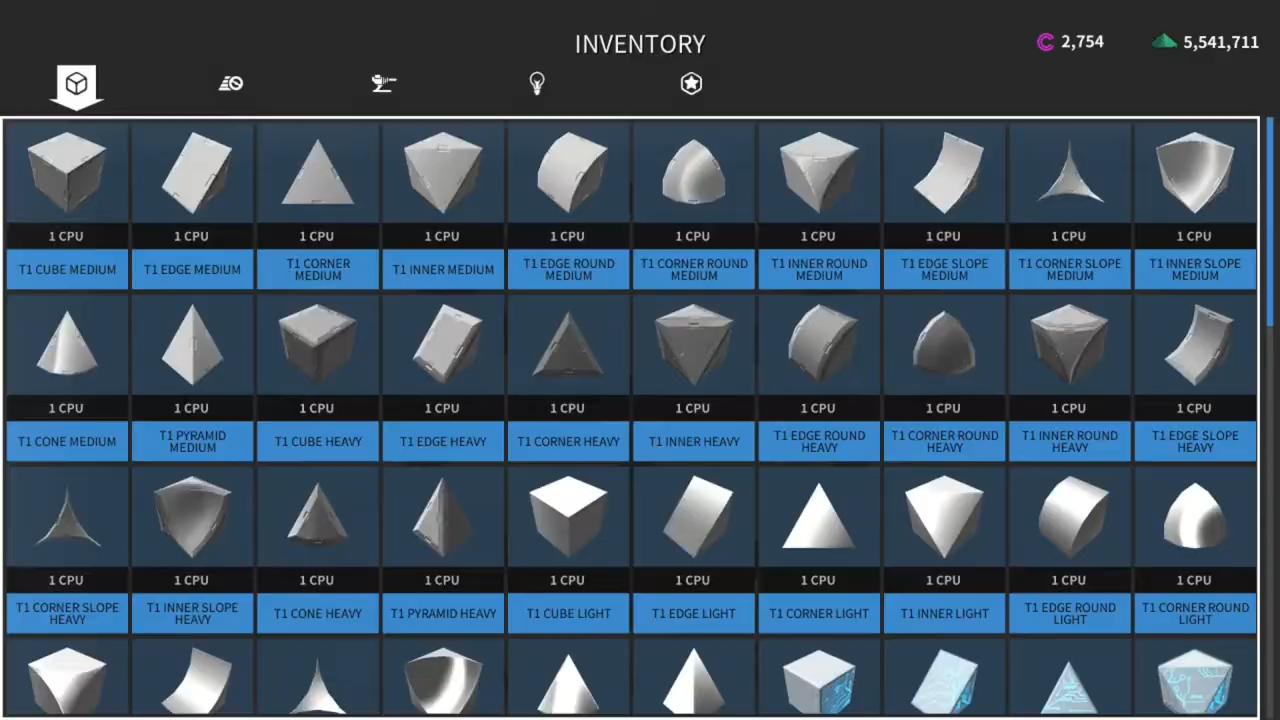 INVENTORY
2,754
5,541,711
1 CPU
1 CPU
1 CPU
1 CPU
1 CPU
1 CPU
1 CPU
1 CPU
1 CPU
1 CPU
T1 CUBE MEDIUM
T1 EDGE MEDIUM
T1 CORNER
MEDIUM
T1 INNER MEDIUM
T1 EDGE ROUND
MEDIUM
T1 CORNER ROUND
MEDIUM
T1 INNER ROUND
MEDIUM
T1 EDGE SLOPE
MEDIUM
T1 CORNER SLOPE
MEDIUM
T1 INNER SLOPE
MEDIUM
1 CPU
1 CPU
1 CPU
1 CPU
1 CPU
1 CPU
1 CPU
1 CPU
1 CPU
1 CPU
T1 CONE MEDIUM
T1 PYRAMID
MEDIUM
T1 CUBE HEAVY
T1 EDGE HEAVY
T1 CORNER HEAVY
T1 INNER HEAVY
T1 EDGE ROUND
HEAVY
T1 CORNER ROUND
HEAVY
T1 INNER ROUND
HEAVY
T1 EDGE SLOPE
HEAVY
1 CPU
1 CPU
1 CPU
1 CPU
1 CPU
1 CPU
1 CPU
1 CPU
1 CPU
1 CPU
T1 CORNER SLOPE
HEAVY
T1 INNER SLOPE
HEAVY
T1 CONE HEAVY
T1 PYRAMID HEAVY
T1 CUBE LIGHT
T1 EDGE LIGHT
T1 CORNER LIGHT
T1 INNER LIGHT
T1 EDGE ROUND
LIGHT
T1 CORNER ROUND
LIGHT